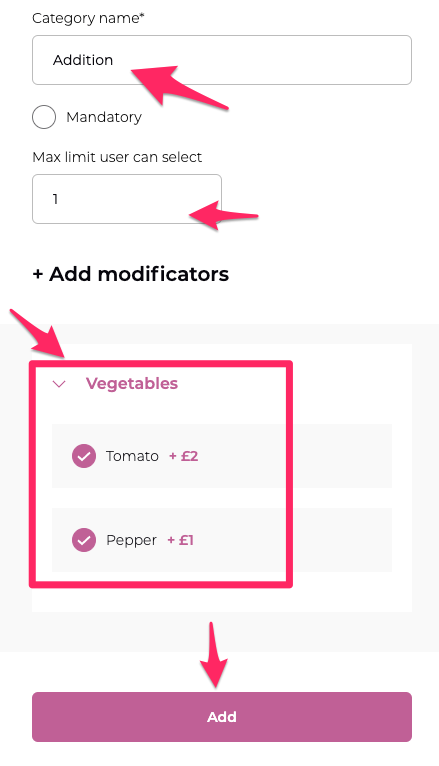 Category name*
Addition
Mandatory
Max limit user can select
1
+ Add modificators
Vegetables
Tomato + £2
Pepper + £1
Add